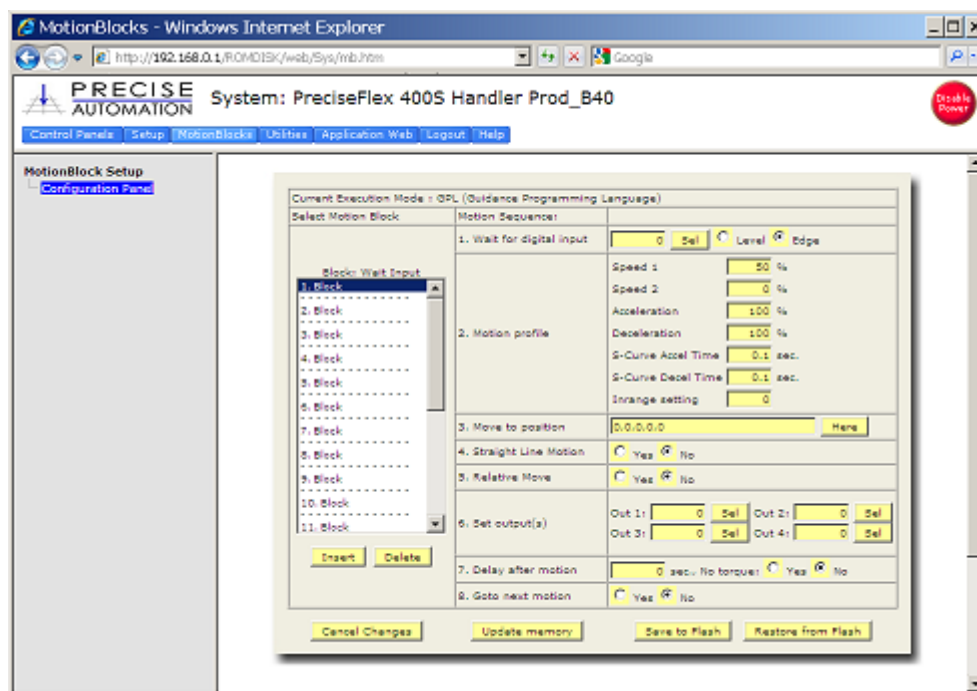 MotionBlocks - Windows Internet Explorer
http://192.168.0.1/ROMDISK/web/Sys/mb.htm
Google
PRECISE AUTOMATION
System: PreciseFlex 400S Handler Prod_B40
Disable Power
Control Panels Setup MotionBlocks Utilities Application Web Logout Help
MotionBlock Setup
Configuration Panel
Current Execution Mode : GPL (Guidance Programming Language)
Select Motion Block
Motion Sequence:
Block: Wait Input
1. Block
2. Block
3. Block
4. Block
5. Block
6. Block
7. Block
8. Block
9. Block
10. Block
11. Block
Insert Delete
1. Wait for digital input 0 Sel Level Edge
2. Motion profile
Speed 1 50 %
Speed 2 0 %
Acceleration 100 %
Deceleration 100 %
S-Curve Accel Time 0.1 sec.
S-Curve Decel Time 0.1 sec.
Inrange setting 0
3. Move to position 0,0,0,0,0 Here
4. Straight Line Motion Yes No
5. Relative Move Yes No
6. Set output(s)
Out 1: 0 Sel Out 2: 0 Sel
Out 3: 0 Sel Out 4: 0 Sel
7. Delay after motion 0 sec., No torque: Yes No
8. Goto next motion Yes No
Cancel Changes Update memory Save to Flash Restore from Flash